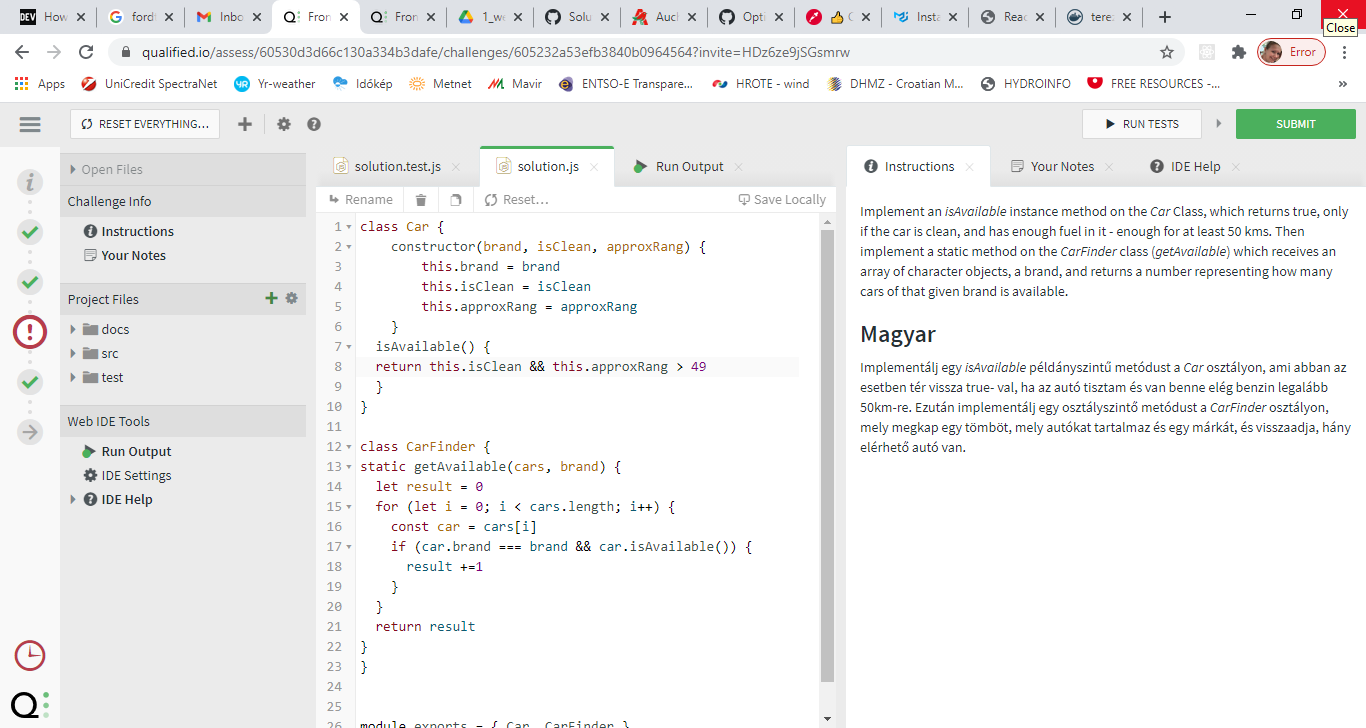 DEV How
fordt
Inbo
Fron
Fron
1_we
Solu
Auch
Opti
C
Insta
Reac
terez
Close
qualified.io/assess/60530d3d66c130a334b3dafe/challenges/605232a53efb3840b0964564?invite=HDz6ze9jSGsmrw
Error
Apps
UniCredit SpectraNet
Yr-weather
Időkép
Metnet
Mavir
ENTSO-E Transpare...
HROTE - wind
DHMZ - Croatian M...
HYDROINFO
FREE RESOURCES -...
»
RESET EVERYTHING...
RUN TESTS
SUBMIT
Open Files
Challenge Info
Instructions
Your Notes
Project Files
docs
src
test
Web IDE Tools
Run Output
IDE Settings
IDE Help
solution.test.js
solution.js
Run Output
Rename
Reset...
Save Locally
1 class Car {
2 constructor(brand, isClean, approxRang) {
3 this.brand = brand
4 this.isClean = isClean
5 this.approxRang = approxRang
6 }
7 isAvailable() {
8 return this.isClean && this.approxRang > 49
9 }
10 }
11
12 class CarFinder {
13 static getAvailable(cars, brand) {
14 let result = 0
15 for (let i = 0; i < cars.length; i++) {
16 const car = cars[i]
17 if (car.brand === brand && car.isAvailable()) {
18 result +=1
19 }
20 }
21 return result
22 }
23 }
24
25
26 module.exports = { Car, CarFinder }
Instructions
Your Notes
IDE Help
Implement an isAvailable instance method on the Car Class, which returns true, only
if the car is clean, and has enough fuel in it - enough for at least 50 kms. Then
implement a static method on the CarFinder class (getAvailable) which receives an
array of character objects, a brand, and returns a number representing how many
cars of that given brand is available.
Magyar
Implementálj egy isAvailable példányszintű metódust a Car osztályon, ami abban az
esetben tér vissza true- val, ha az autó tisztam és van benne elég benzin legalább
50km-re. Ezután implementálj egy osztályszintő metódust a CarFinder osztályon,
mely megkap egy tömböt, mely autókat tartalmaz és egy márkát, és visszaadja, hány
elérhető autó van.